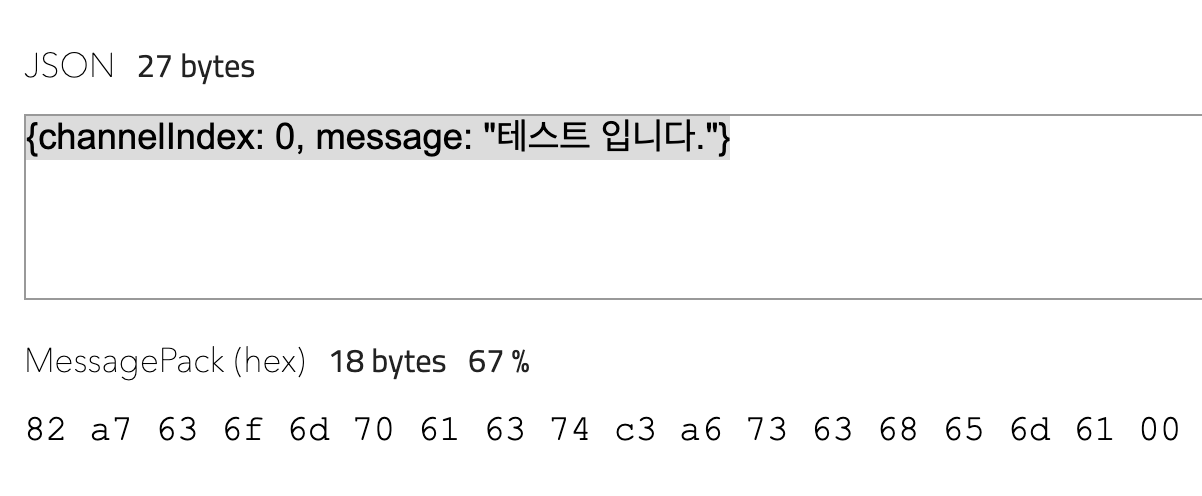 JSON 27 bytes
{channelIndex: 0, message: "테스트 입니다."}
MessagePack (hex) 18 bytes 67 %
82 a7 63 6f 6d 70 61 63 74 c3 a6 73 63 68 65 6d 61 00